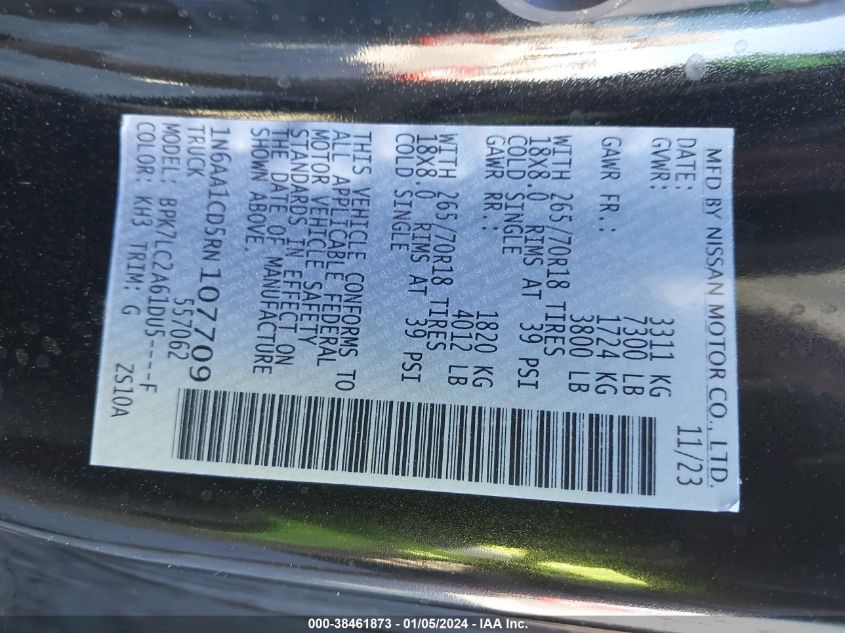 MFD BY NISSAN MOTOR CO., LTD.
DATE: 11/23
GVWR: 3311 KG
7300 LB
GAWR FR.: 1724 KG
3800 LB
WITH 265/70R18 TIRES
18X8.0 RIMS AT 39 PSI
COLD SINGLE
GAWR RR.: 1820 KG
4012 LB
WITH 265/70R18 TIRES
18X8.0 RIMS AT 39 PSI
COLD SINGLE
THIS VEHICLE CONFORMS TO
ALL APPLICABLE FEDERAL
MOTOR VEHICLE SAFETY
STANDARDS IN EFFECT ON
THE DATE OF MANUFACTURE
SHOWN ABOVE.
1N6AA1CD5RN107709
TRUCK 557062
MODEL: BPK7LC2A61DU5----F
COLOR: KH3 TRIM: G ZS10A
000-38461873 - 01/05/2024 - IAA Inc.